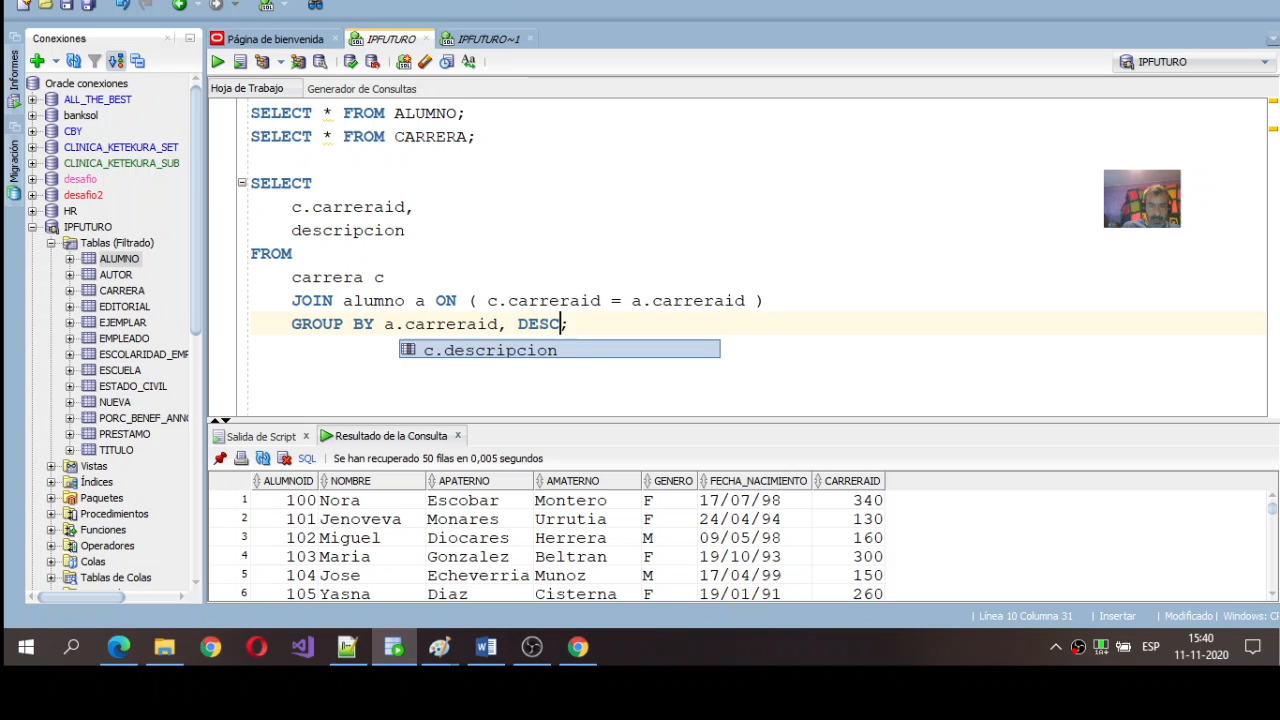 Conexiones
Informes
Migración
Oracle conexiones
ALL_THE_BEST
banksol
CBY
CLINICA_KETEKURA_SET
CLINICA_KETEKURA_SUB
desafio
desafio2
HR
IPFUTURO
Tablas (Filtrado)
ALUMNO
AUTOR
CARRERA
EDITORIAL
EJEMPLAR
EMPLEADO
ESCOLARIDAD_EMP
ESCUELA
ESTADO_CIVIL
NUEVA
PORC_BENEF_ANNO
PRESTAMO
TITULO
Vistas
Índices
Paquetes
Procedimientos
Funciones
Operadores
Colas
Tablas de Colas
Página de bienvenida
IPFUTURO
IPFUTURO~1
IPFUTURO
Hoja de Trabajo
Generador de Consultas
SELECT * FROM ALUMNO;
SELECT * FROM CARRERA;
SELECT
c.carreraid,
descripcion
FROM
carrera c
JOIN alumno a ON ( c.carreraid = a.carreraid )
GROUP BY a.carreraid, DESC;
c.descripcion
Salida de Script
Resultado de la Consulta
SQL
Se han recuperado 50 filas en 0,005 segundos
ALUMNOID NOMBRE APATERNO AMATERNO GENERO FECHA_NACIMIENTO CARRERAID
1 100 Nora Escobar Montero F 17/07/98 340
2 101 Jenoveva Monares Urrutia F 24/04/94 130
3 102 Miguel Diocares Herrera M 09/05/98 160
4 103 Maria Gonzalez Beltran F 19/10/93 300
5 104 Jose Echeverria Munoz M 17/04/99 150
6 105 Yasna Diaz Cisterna F 19/01/91 260
Línea 10 Columna 31
Insertar
Modificado
Windows: CR
ESP
15:40
11-11-2020